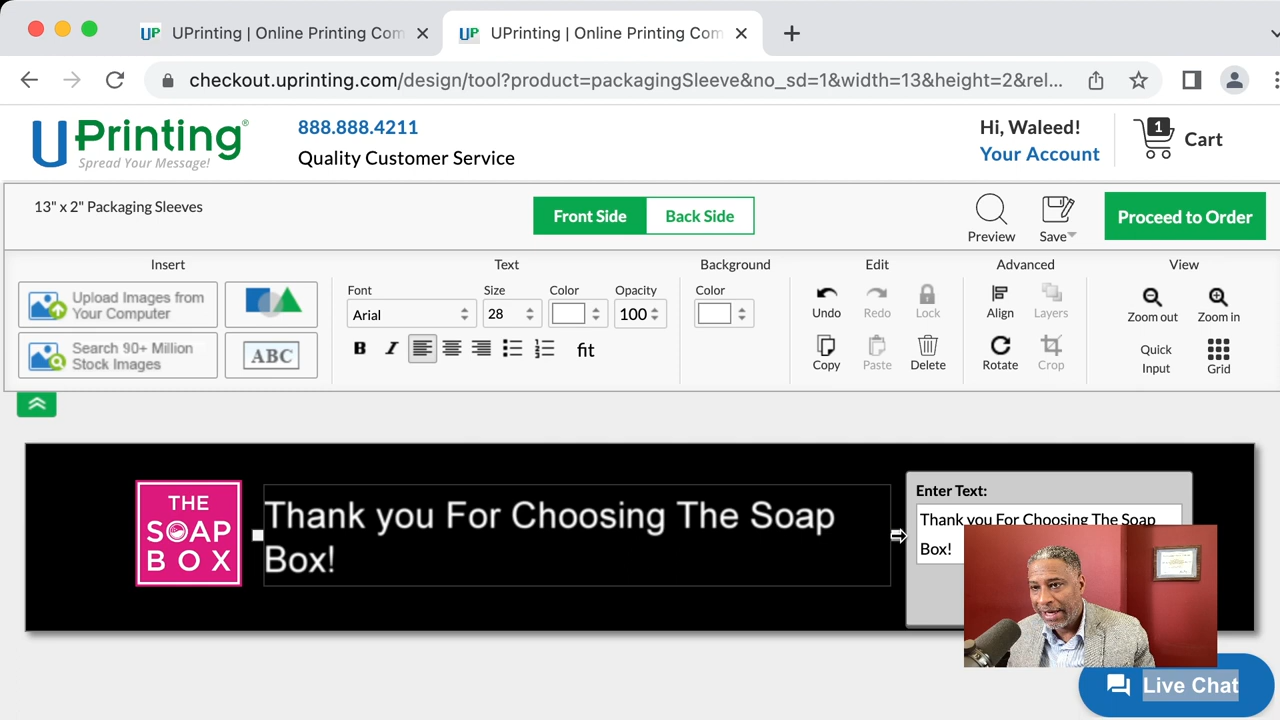 UPrinting | Online Printing Com
UPrinting | Online Printing Com
checkout.uprinting.com/design/tool?product=packagingSleeve&no_sd=1&width=13&height=2&rel...
UPrinting®
Spread Your Message!
888.888.4211
Quality Customer Service
Hi, Waleed!
Your Account
1
Cart
13" x 2" Packaging Sleeves
Front Side
Back Side
Preview
Save
Proceed to Order
Insert
Text
Background
Edit
Advanced
View
Upload Images from
Your Computer
Search 90+ Million
Stock Images
ABC
Font
Size
Color
Opacity
Arial
28
100
B
I
fit
Color
Undo
Redo
Lock
Copy
Paste
Delete
Align
Layers
Rotate
Crop
Zoom out
Zoom in
Quick
Input
Grid
THE
SOAP
BOX
Thank you For Choosing The Soap
Box!
Enter Text:
Thank you For Choosing The Soap
Box!
Live Chat